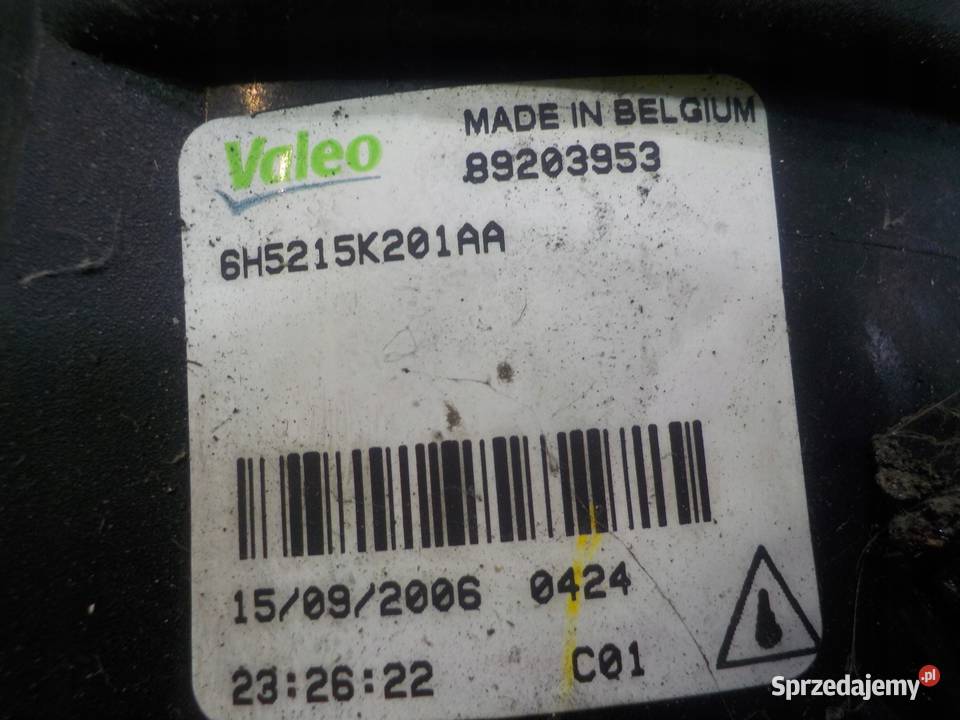 Valeo
MADE IN BELGIUM
89203953
6H5215K201AA
15/09/2006 0424
23:26:22 C01
Sprzedajemy.pl